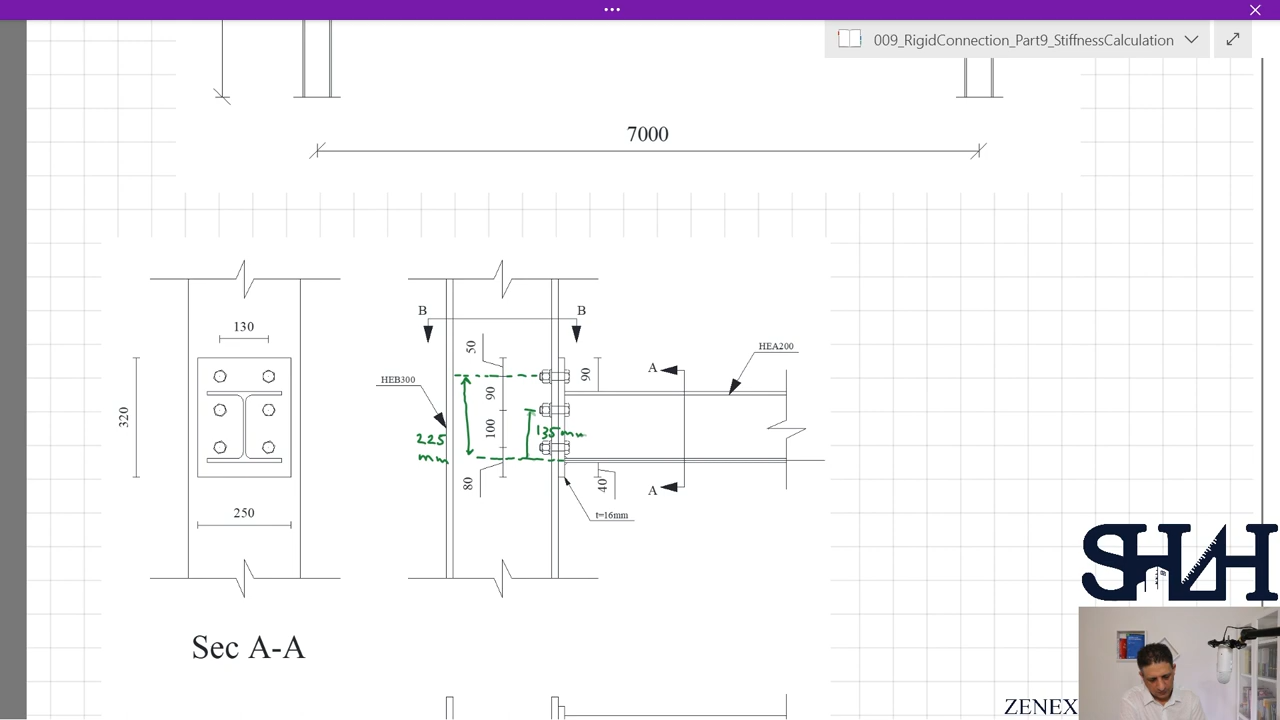 009_RigidConnection_Part9_StiffnessCalculation
7000
130
320
250
Sec A-A
B
B
HEB300
50
90
100
80
225
mm
135mm
90
40
t=16mm
HEA200
A
A
SHZH
ZENEX